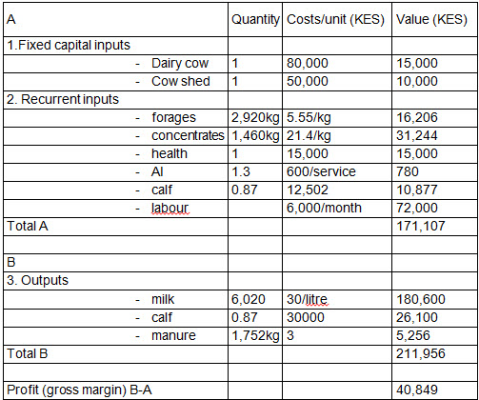 A Quantity Costs/unit (KES) Value (KES)
1.Fixed capital inputs
- Dairy cow 1 80,000 15,000
- Cow shed 1 50,000 10,000
2. Recurrent inputs
- forages 2,920kg 5.55/kg 16,206
- concentrates 1,460kg 21.4/kg 31,244
- health 1 15,000 15,000
- AI 1.3 600/service 780
- calf 0.87 12,502 10,877
- labour 6,000/month 72,000
Total A 171,107
B
3. Outputs
- milk 6,020 30/litre 180,600
- calf 0.87 30000 26,100
- manure 1,752kg 3 5,256
Total B 211,956
Profit (gross margin) B-A 40,849